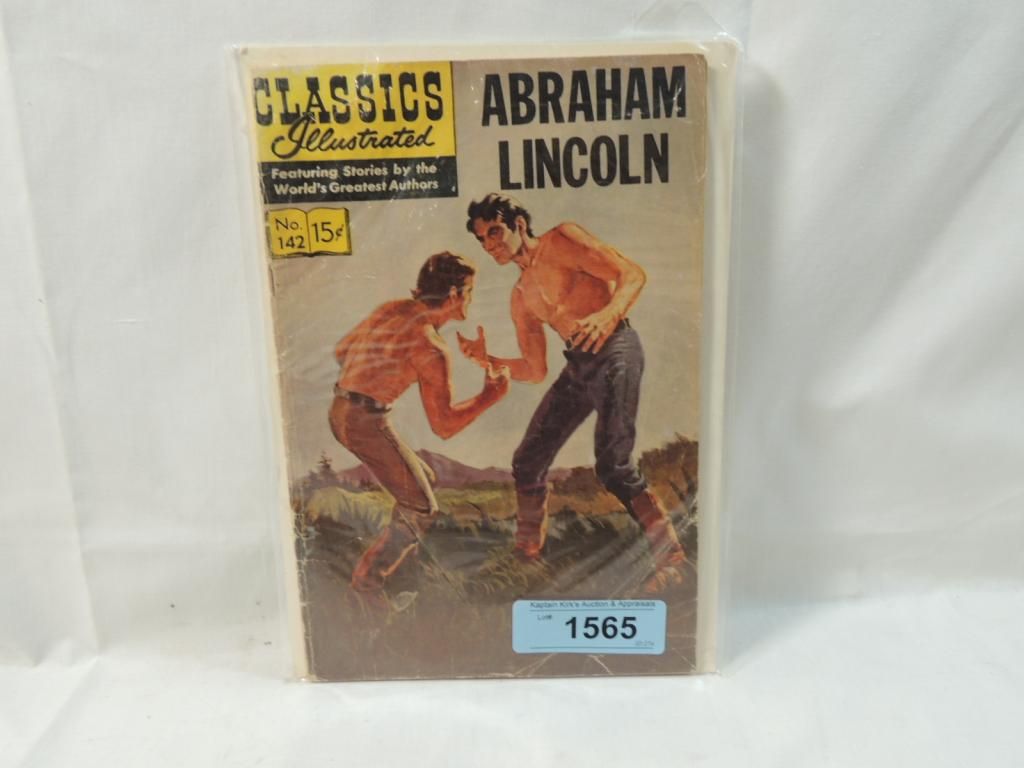 CLASSICS
Illustrated
Featuring Stories by the
World's Greatest Authors
No.
142
15¢
ABRAHAM
LINCOLN
Kaptain Kirk's Auction & Appraisals
Lot#:
1565